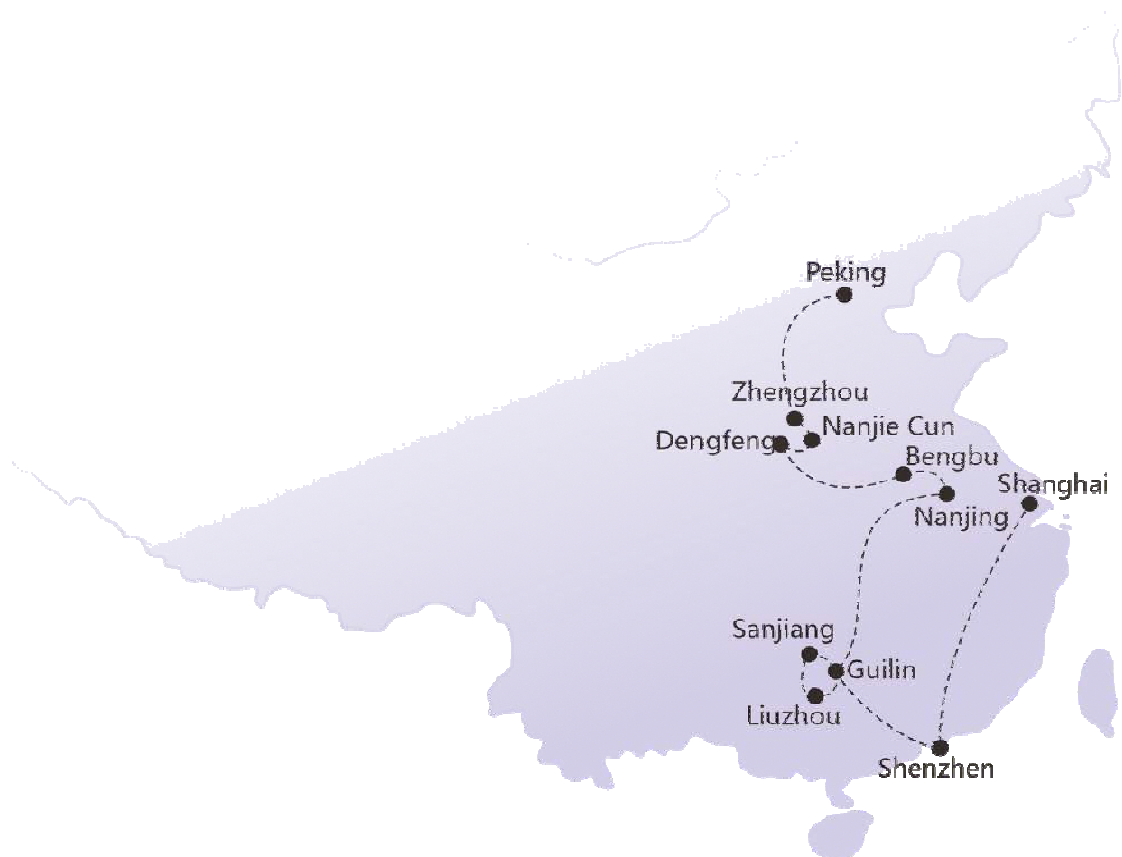 Peking
Zhengzhou
Nanjie Cun
Dengfeng
Bengbu
Shanghai
Nanjing
Sanjiang
Guilin
Liuzhou
Shenzhen